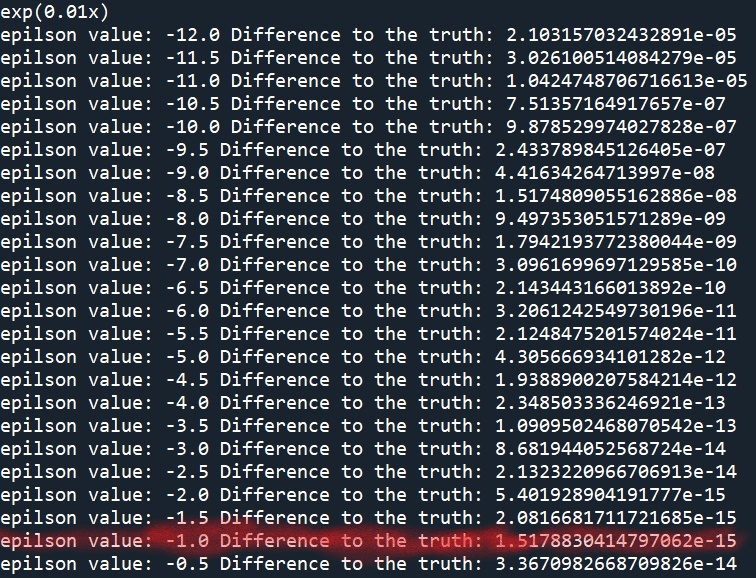 exp(0.01x)
epilson value: -12.0 Difference to the truth: 2.103157032432891e-05
epilson value: -11.5 Difference to the truth: 3.026100514084279e-05
epilson value: -11.0 Difference to the truth: 1.0424748706716613e-05
epilson value: -10.5 Difference to the truth: 7.51357164917657e-07
epilson value: -10.0 Difference to the truth: 9.878529974027828e-07
epilson value: -9.5 Difference to the truth: 2.433789845126405e-07
epilson value: -9.0 Difference to the truth: 4.41634264713997e-08
epilson value: -8.5 Difference to the truth: 1.5174809055162886e-08
epilson value: -8.0 Difference to the truth: 9.497353051571289e-09
epilson value: -7.5 Difference to the truth: 1.7942193772380044e-09
epilson value: -7.0 Difference to the truth: 3.0961699697129585e-10
epilson value: -6.5 Difference to the truth: 2.143443166013892e-10
epilson value: -6.0 Difference to the truth: 3.2061242549730196e-11
epilson value: -5.5 Difference to the truth: 2.1248475201574024e-11
epilson value: -5.0 Difference to the truth: 4.305666934101282e-12
epilson value: -4.5 Difference to the truth: 1.9388900207584214e-12
epilson value: -4.0 Difference to the truth: 2.348503336246921e-13
epilson value: -3.5 Difference to the truth: 1.0909502468070542e-13
epilson value: -3.0 Difference to the truth: 8.681944052568724e-14
epilson value: -2.5 Difference to the truth: 2.1323220966706913e-14
epilson value: -2.0 Difference to the truth: 5.401928904191777e-15
epilson value: -1.5 Difference to the truth: 2.0816681711721685e-15
epilson value: -1.0 Difference to the truth: 1.5178830414797062e-15
epilson value: -0.5 Difference to the truth: 3.3670982668709826e-14